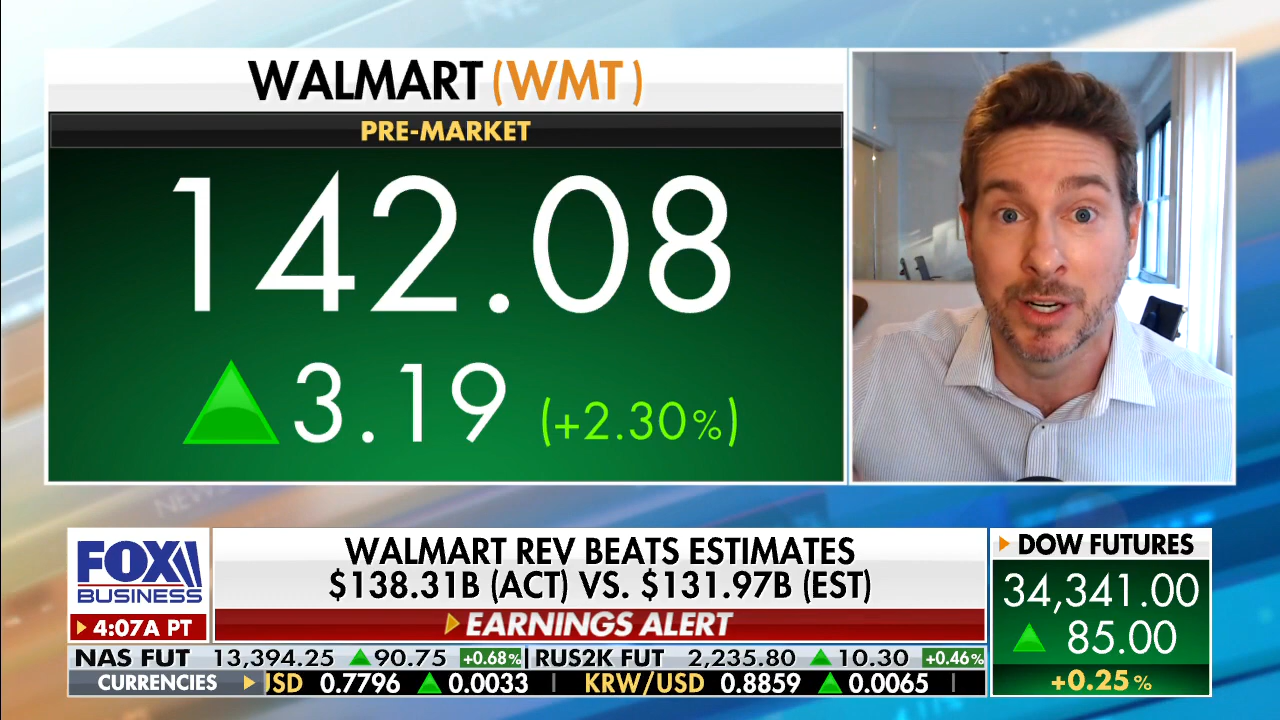 WALMART (WMT)
PRE-MARKET
142.08
3.19 (+2.30%)
FOX
BUSINESS
4:07A PT
WALMART REV BEATS ESTIMATES
$138.31B (ACT) VS. $131.97B (EST)
EARNINGS ALERT
DOW FUTURES
34,341.00
85.00
+0.25%
NAS FUT 13,394.25 90.75 +0.68% RUS2K FUT 2,235.80 10.30 +0.46%
CURRENCIES 0.7796 0.0033 KRW/USD 0.8859 0.0065